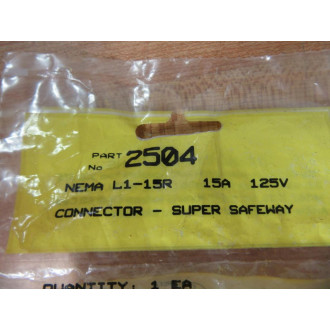 PART No 2504
NEMA L1-15R 15A 125V
CONNECTOR - SUPER SAFEWAY
QUANTITY: 1 EA